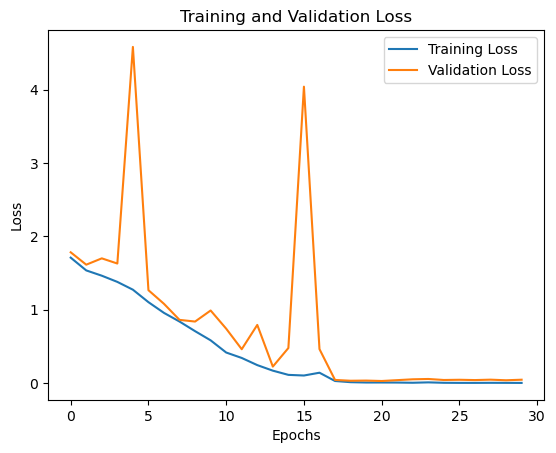 Training and Validation Loss
Training Loss
Validation Loss
Loss
4
3
2
1
0
0 5 10 15 20 25 30
Epochs